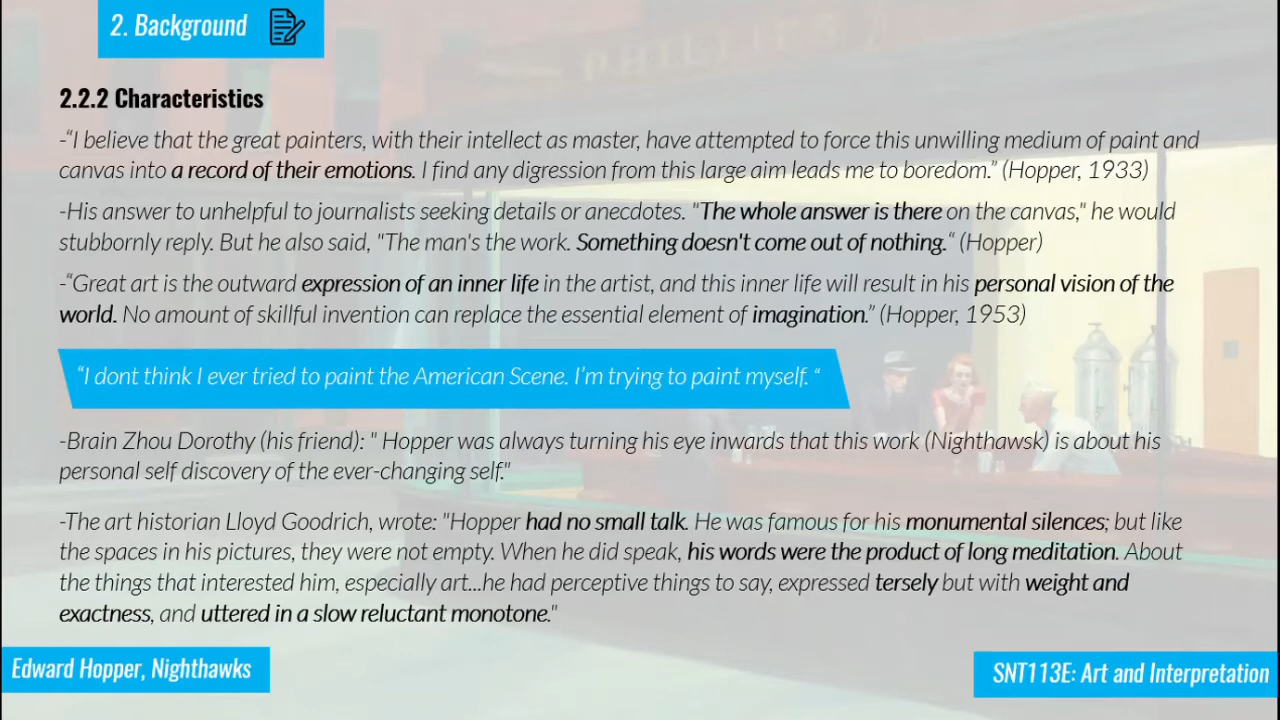 PHILLIES
2. Background
2.2.2 Characteristics
-“I believe that the great painters, with their intellect as master, have attempted to force this unwilling medium of paint and
canvas into a record of their emotions. I find any digression from this large aim leads me to boredom.” (Hopper, 1933)
-His answer to unhelpful to journalists seeking details or anecdotes. "The whole answer is there on the canvas," he would
stubbornly reply. But he also said, "The man's the work. Something doesn't come out of nothing.“ (Hopper)
-“Great art is the outward expression of an inner life in the artist, and this inner life will result in his personal vision of the
world. No amount of skillful invention can replace the essential element of imagination.” (Hopper, 1953)
“I dont think I ever tried to paint the American Scene. I’m trying to paint myself. “
-Brain Zhou Dorothy (his friend): " Hopper was always turning his eye inwards that this work (Nighthawsk) is about his
personal self discovery of the ever-changing self."
-The art historian Lloyd Goodrich, wrote: "Hopper had no small talk. He was famous for his monumental silences; but like
the spaces in his pictures, they were not empty. When he did speak, his words were the product of long meditation. About
the things that interested him, especially art...he had perceptive things to say, expressed tersely but with weight and
exactness, and uttered in a slow reluctant monotone."
Edward Hopper, Nighthawks
SNT113E: Art and Interpretation